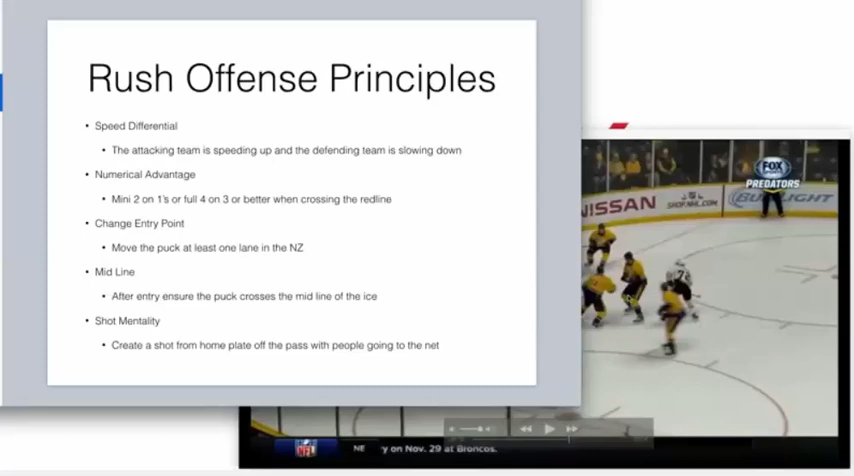 Rush Offense Principles
• Speed Differential
• The attacking team is speeding up and the defending team is slowing down
• Numerical Advantage
• Mini 2 on 1's or full 4 on 3 or better when crossing the redline
• Change Entry Point
• Move the puck at least one lane in the NZ
• Mid Line
• After entry ensure the puck crosses the mid line of the ice
• Shot Mentality
• Create a shot from home plate off the pass with people going to the net
FOX
PREDATORS
NISSAN
SHOP.NHL.COM
BUD LIGHT
NFL
NE
y on Nov. 29 at Broncos.